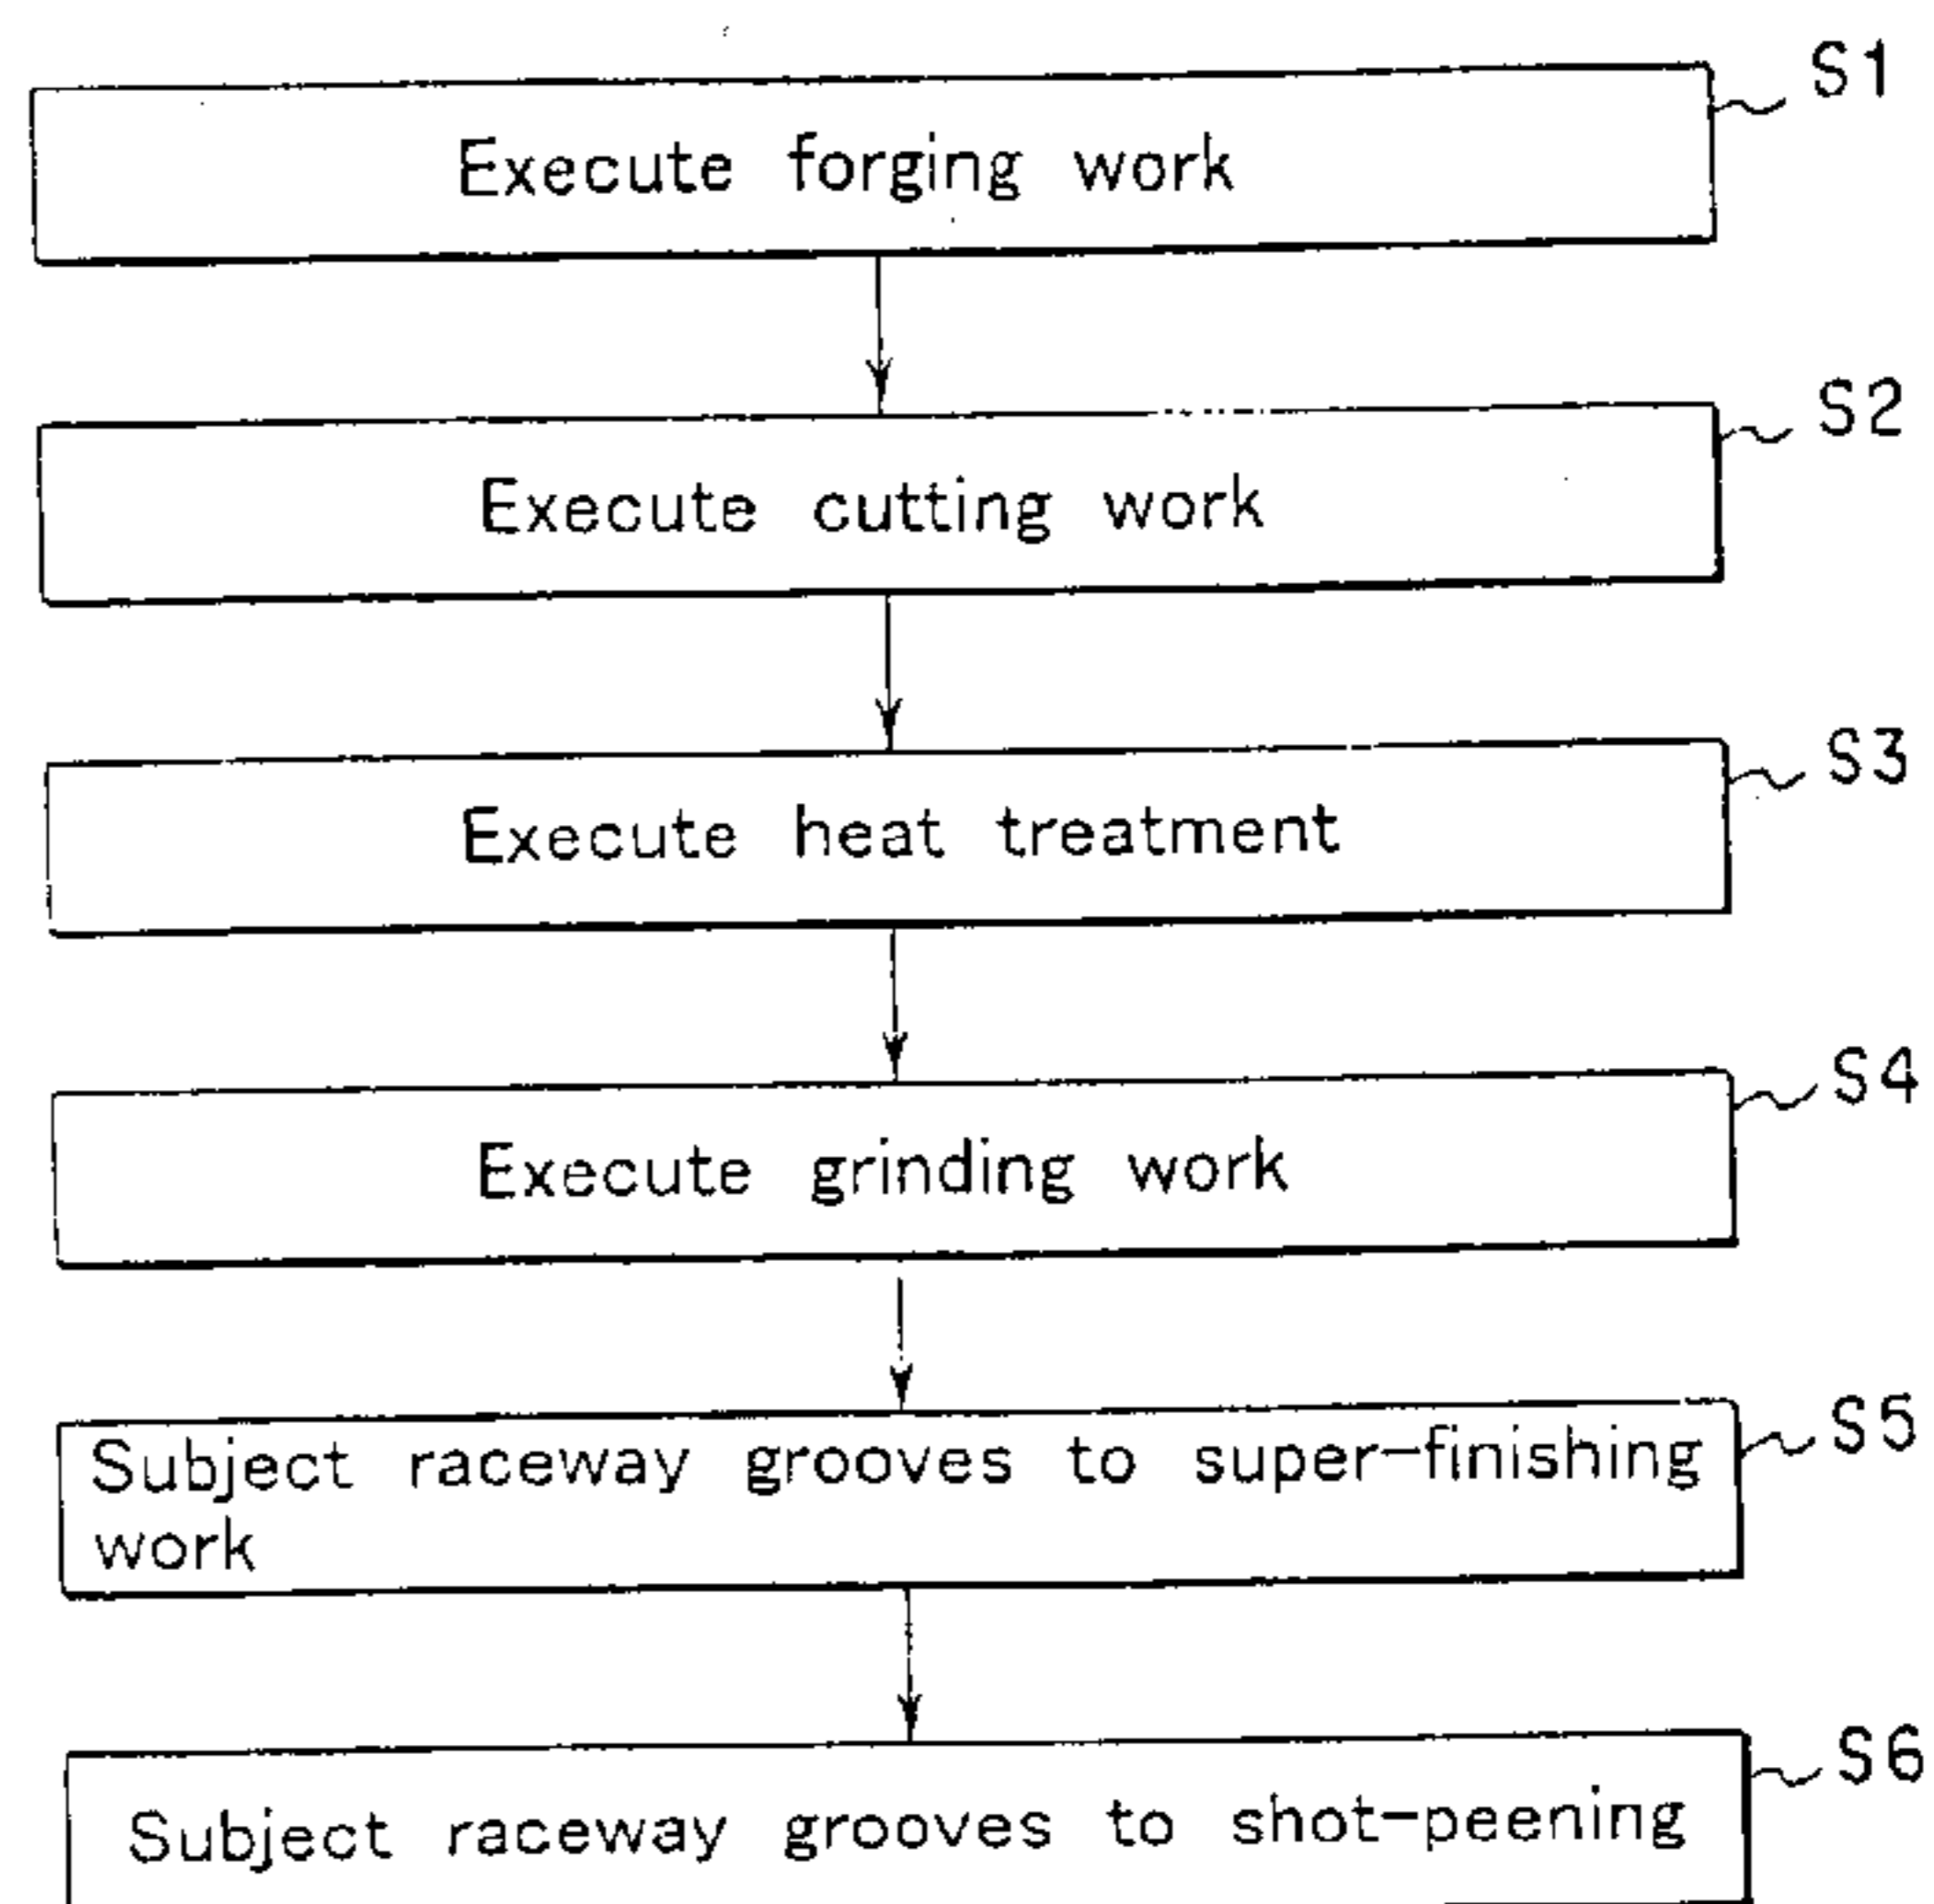 S1
Execute forging work
S2
Execute cutting work
S3
Execute heat treatment
S4
Execute grinding work
S5
Subject raceway grooves to super-finishing
work
S6
Subject raceway grooves to shot-peening